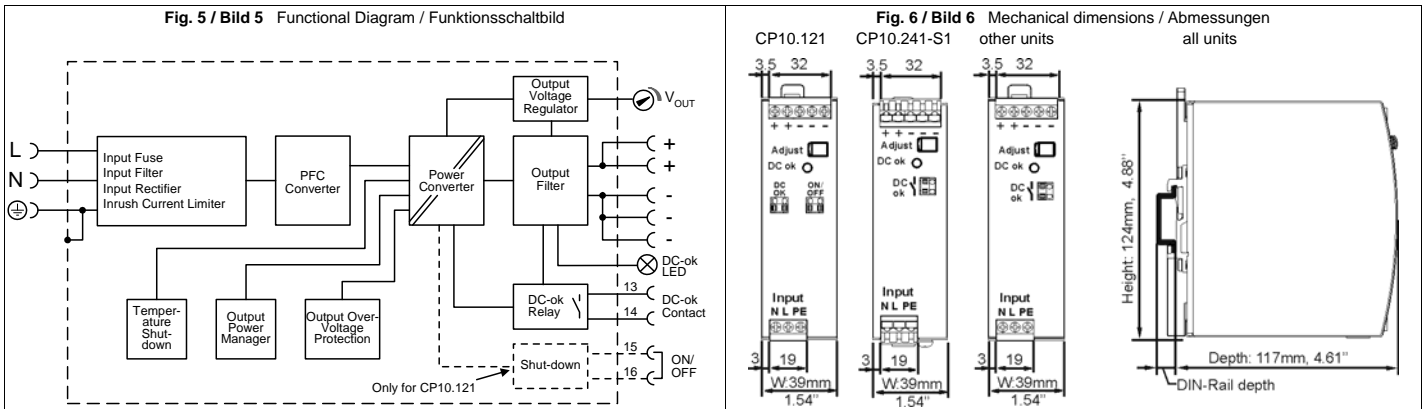 Fig. 5 / Bild 5 Functional Diagram / Funktionsschaltbild
L
N
Input Fuse
Input Filter
Input Rectifier
Inrush Current Limiter
PFC
Converter
Power
Converter
Output
Voltage
Regulator
Output
Filter
VOUT
+
+
-
-
-
DC-ok
LED
DC-ok
Relay
13
14
DC-ok
Contact
Temper-
ature
Shut-
down
Output
Power
Manager
Output Over-
Voltage
Protection
Shut-down
15
16
ON/
OFF
Only for CP10.121
Fig. 6 / Bild 6 Mechanical dimensions / Abmessungen
CP10.121
3.5 32
+ + - - -
Adjust
DC ok
DC
OK
ON/
OFF
Input
N L PE
3 19
W:39mm
1.54"
CP10.241-S1
3.5 32
+ + - - -
Adjust
DC ok
DC
ok
Input
N L PE
3 19
W:39mm
1.54"
other units
3.5 32
+ + - - -
Adjust
DC ok
DC
ok
Input
N L PE
3 19
W:39mm
1.54"
all units
Height: 124mm, 4.88"
Depth: 117mm, 4.61"
DIN-Rail depth